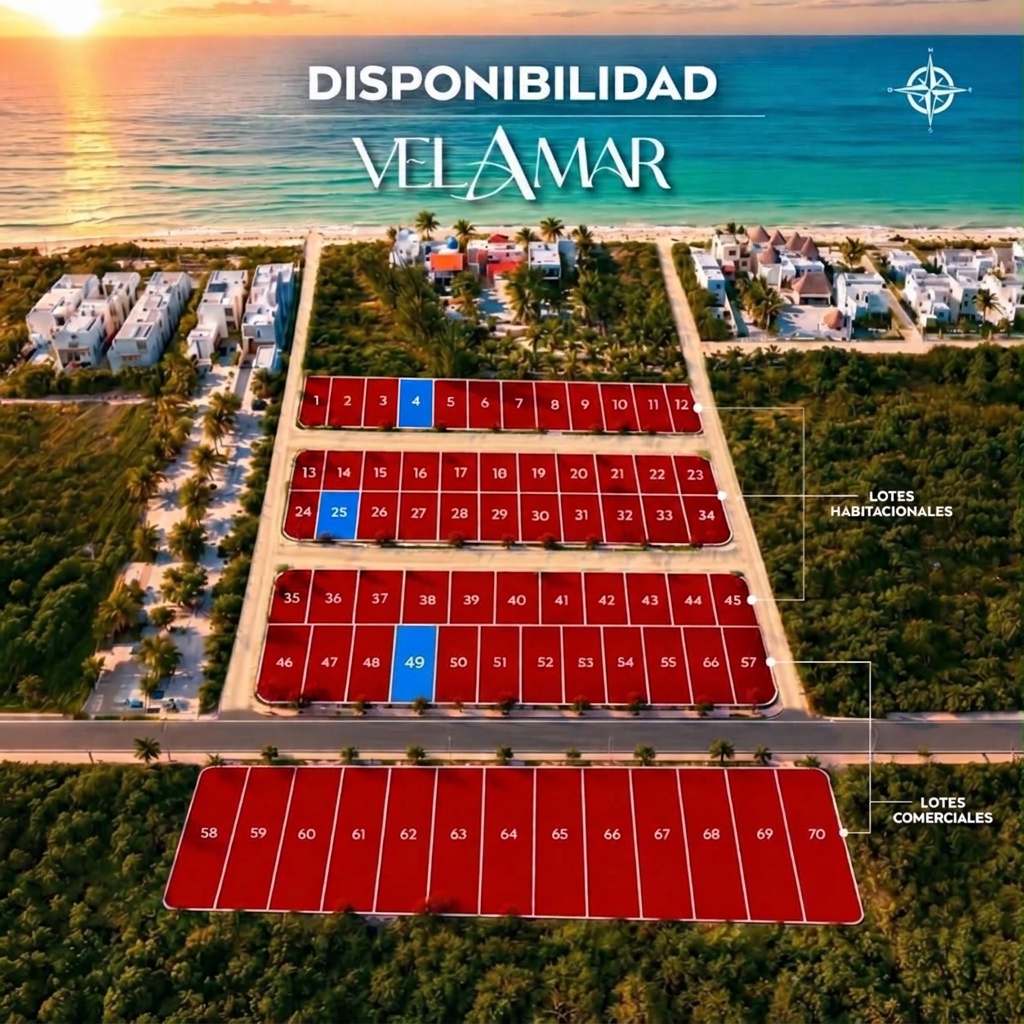 DISPONIBILIDAD
VELAMAR
1 2 3 4 5 6 7 8 9 10 11 12
13 14 15 16 17 18 19 20 21 22 23
24 25 26 27 28 29 30 31 32 33 34
LOTES
HABITACIONALES
35 36 37 38 39 40 41 42 43 44 45
46 47 48 49 50 51 52 53 54 55 66 57
58 59 60 61 62 63 64 65 66 67 68 69 70
LOTES
COMERCIALES